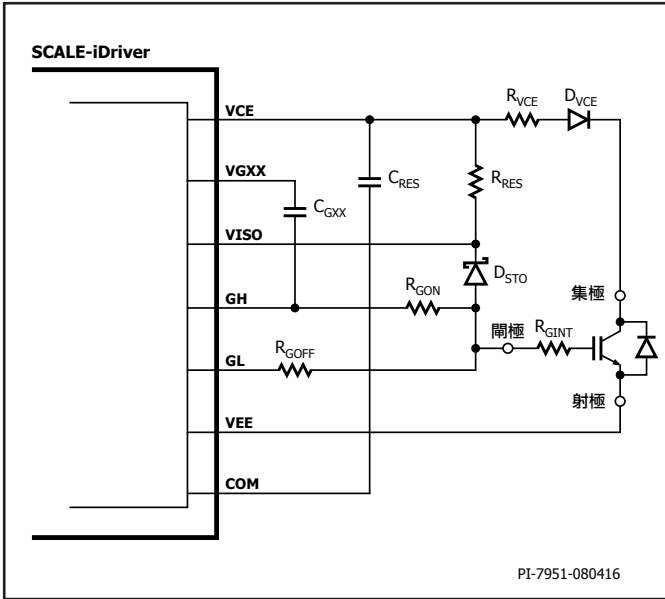 SCALE-iDriver
VCE
R_VCE
D_VCE
VGXX
C_GXX
C_RES
R_RES
VISO
D_STO
GH
R_GON
集極
閘極
R_GINT
GL
R_GOFF
射極
VEE
COM
PI-7951-080416